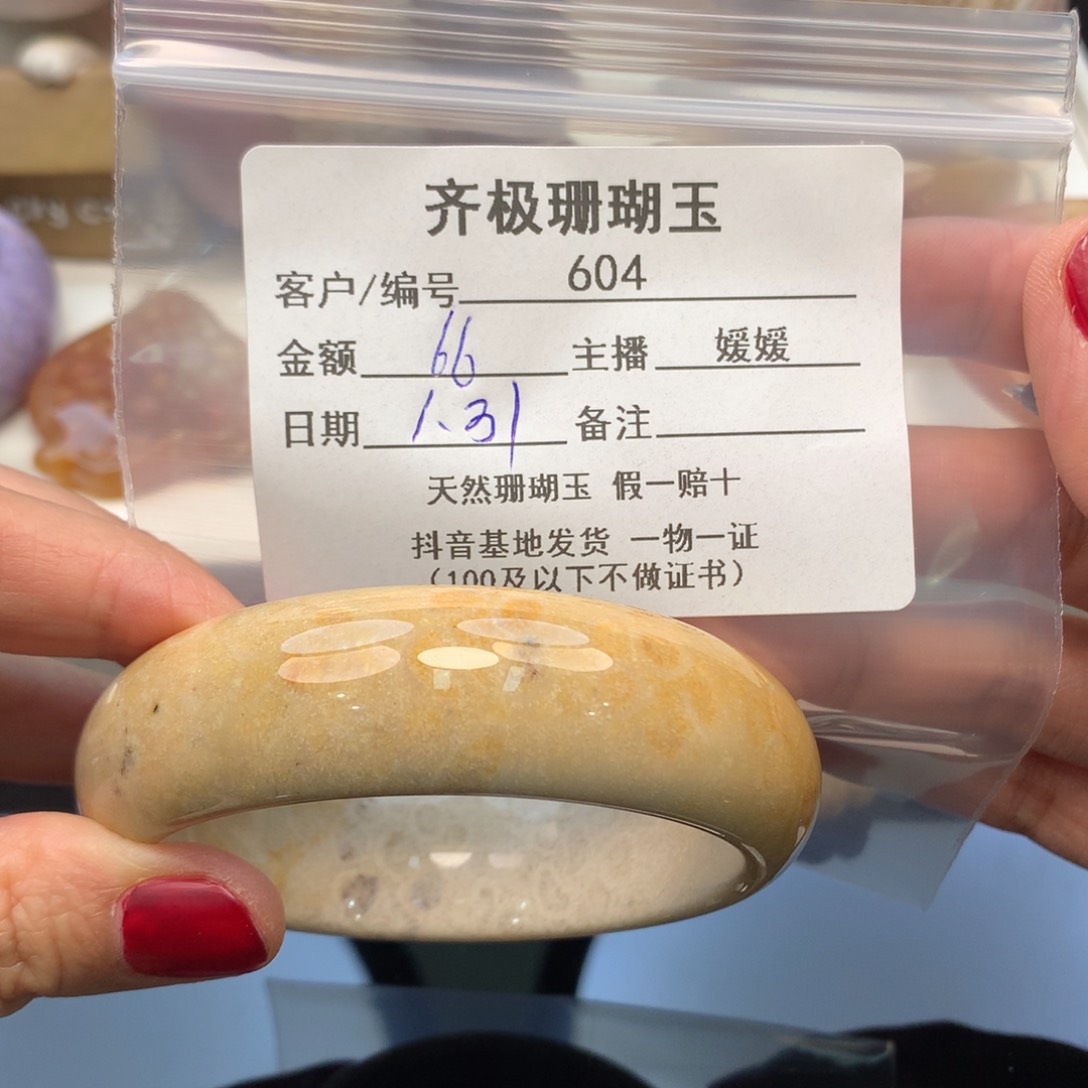 齐极珊瑚玉
客户/编号 604
金额 66 主播 媛媛
日期 1.31 备注
天然珊瑚玉 假一赔十
抖音基地发货 一物一证
（100及以下不做证书）